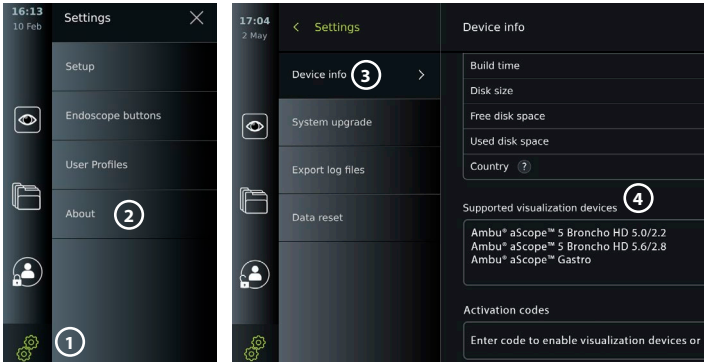 16:13
10 Feb
Settings
Setup
Endoscope buttons
User Profiles
About
2
1
17:04
2 May
Settings
Device info
3
System upgrade
Export log files
Data reset
Device info
Build time
Disk size
Free disk space
Used disk space
Country ?
4
Supported visualization devices
Ambu® aScope™ 5 Broncho HD 5.0/2.2
Ambu® aScope™ 5 Broncho HD 5.6/2.8
Ambu® aScope™ Gastro
Activation codes
Enter code to enable visualization devices or